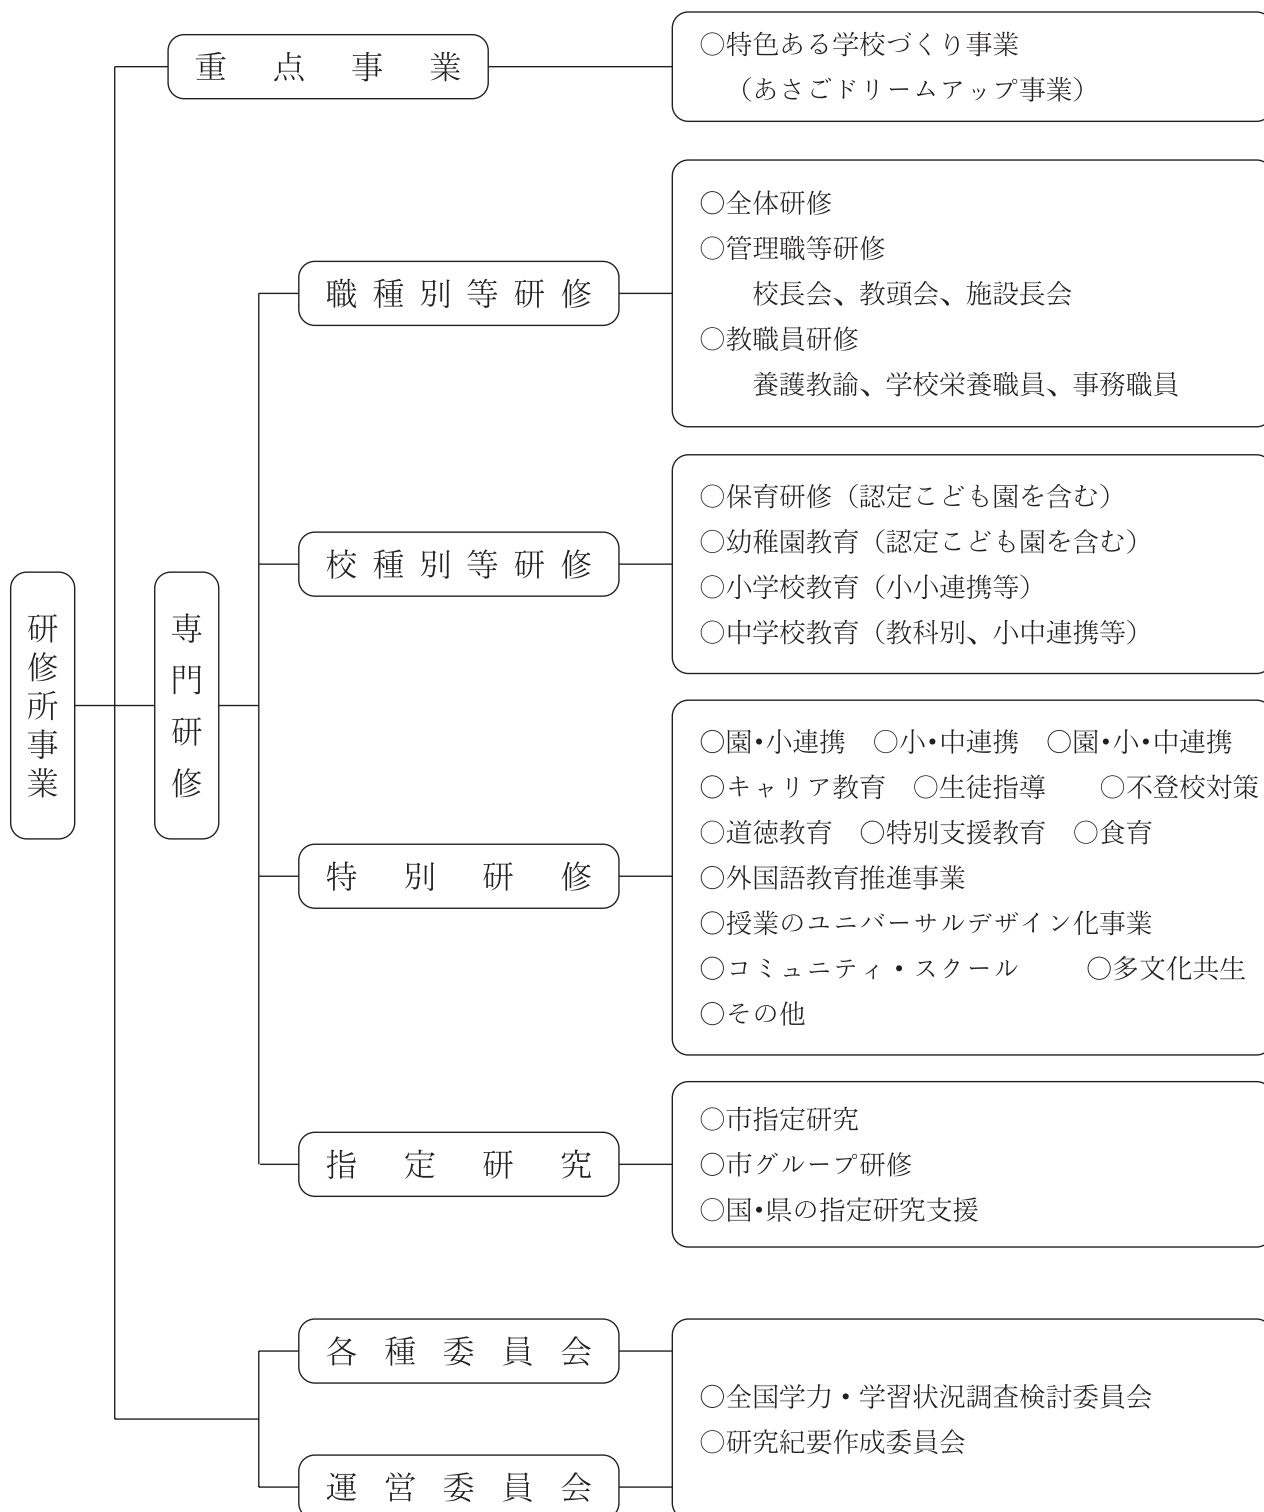 研修所事業
重点事業
○特色ある学校づくり事業
（あさごドリームアップ事業）
専門研修
職種別等研修
○全体研修
○管理職等研修
校長会、教頭会、施設長会
○教職員研修
養護教諭、学校栄養職員、事務職員
校種別等研修
○保育研修（認定こども園を含む）
○幼稚園教育（認定こども園を含む）
○小学校教育（小小連携等）
○中学校教育（教科別、小中連携等）
特別研修
○園・小連携　○小・中連携　○園・小・中連携
○キャリア教育　○生徒指導　○不登校対策
○道徳教育　○特別支援教育　○食育
○外国語教育推進事業
○授業のユニバーサルデザイン化事業
○コミュニティ・スクール　○多文化共生
○その他
指定研究
○市指定研究
○市グループ研修
○国・県の指定研究支援
各種委員会
運営委員会
○全国学力・学習状況調査検討委員会
○研究紀要作成委員会